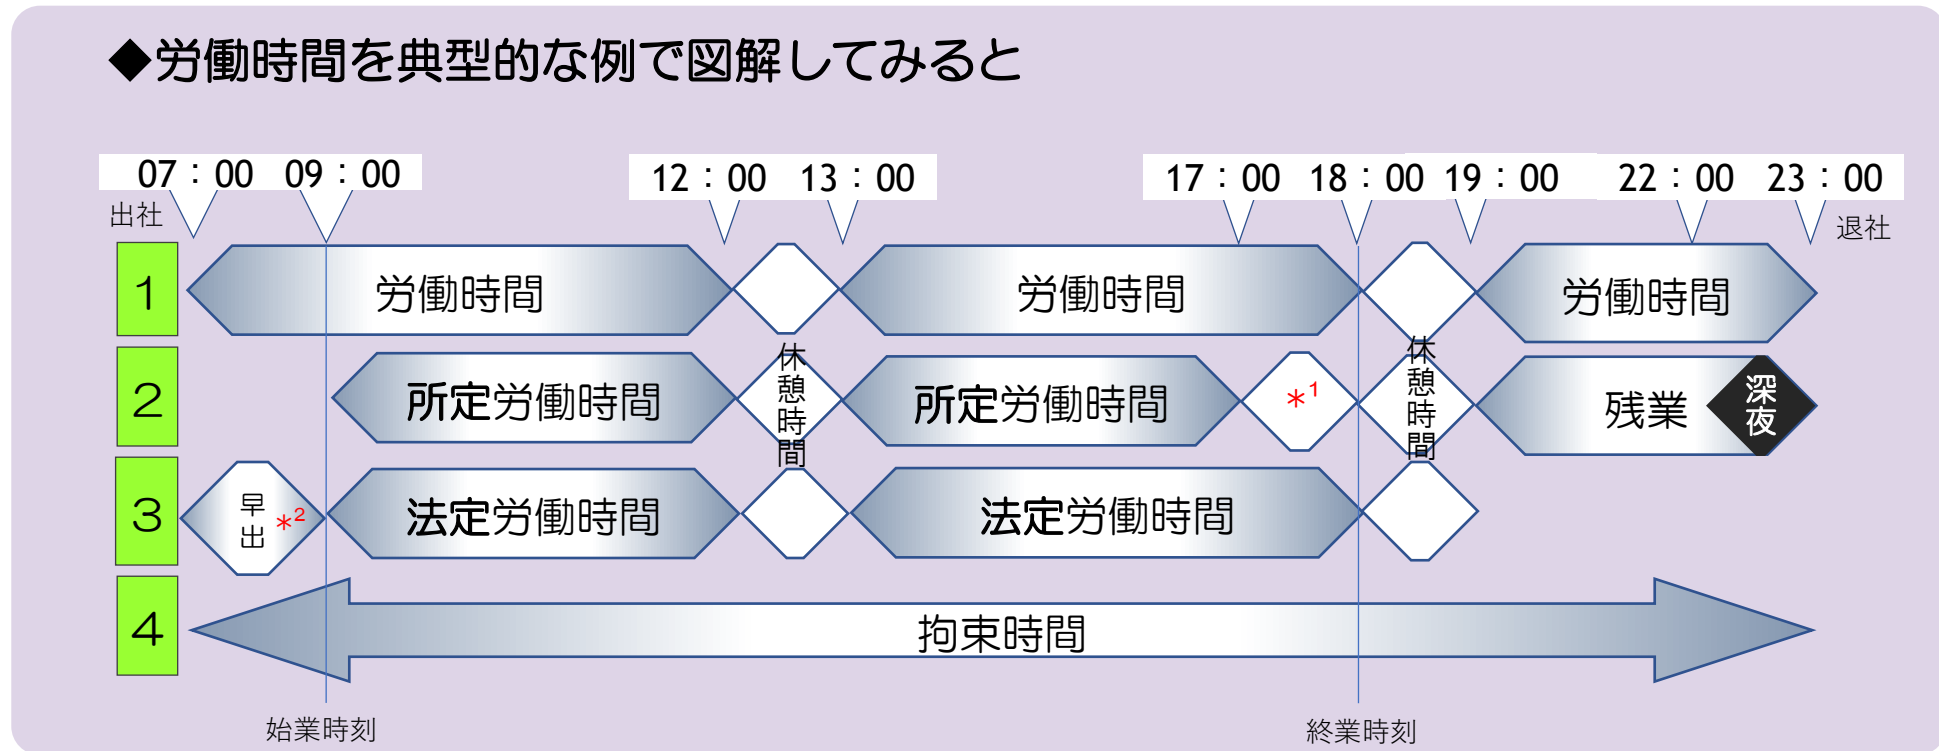 ◆労働時間を典型的な例で図解してみると
07：00 09：00 12：00 13：00 17：00 18：00 19：00 22：00 23：00
出社 退社
1 労働時間 労働時間 労働時間
2 所定労働時間 休憩時間 所定労働時間 *1 休憩時間 残業 深夜
3 早出 *2 法定労働時間 法定労働時間
4 拘束時間
始業時刻 終業時刻